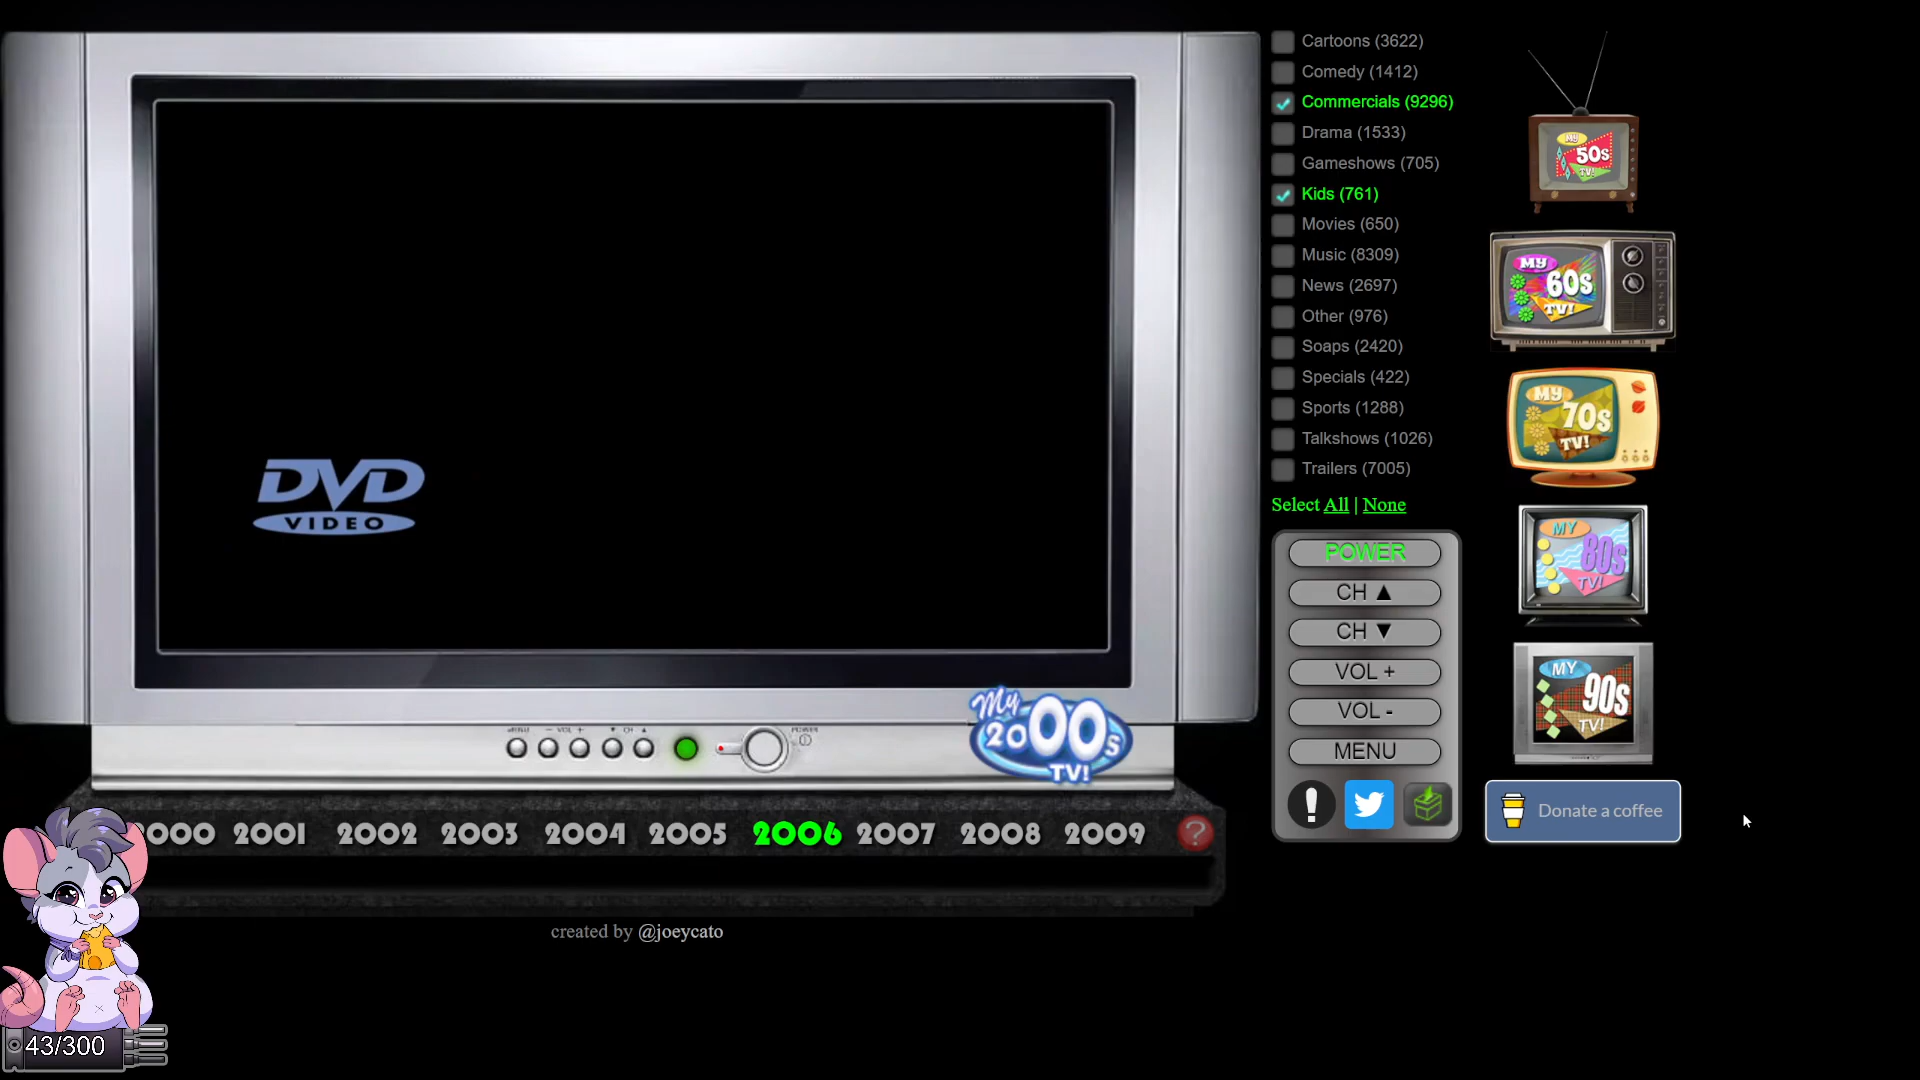 Cartoons (3622)
Comedy (1412)
Commercials (9296)
Drama (1533)
Gameshows (705)
Kids (761)
Movies (650)
Music (8309)
News (2697)
Other (976)
Soaps (2420)
Specials (422)
Sports (1288)
Talkshows (1026)
Trailers (7005)
Select All | None
POWER
CH ▲
CH ▼
VOL +
VOL -
MENU
MY 50s TV!
MY 60s TV!
MY 70s TV!
MY 80s TV!
MY 90s TV!
Donate a coffee
DVD
VIDEO
MENU - VOL + ▼ CH ▲ POWER
My 2000s TV!
2000 2001 2002 2003 2004 2005 2006 2007 2008 2009 ?
created by @joeycato
43/300